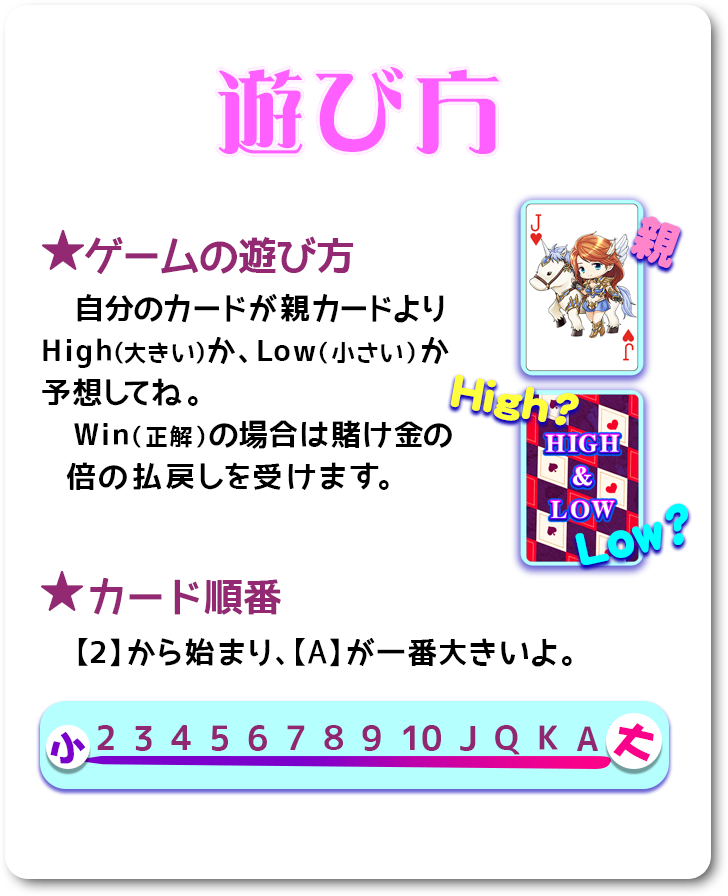 遊び方
★ゲームの遊び方
自分のカードが親カードより
High(大きい)か、Low(小さい)か
予想してね。
Win(正解)の場合は賭け金の
倍の払戻しを受けます。
J
親
J
High?
HIGH
&
LOW
Low?
★カード順番
【2】から始まり、【A】が一番大きいよ。
小 2 3 4 5 6 7 8 9 10 J Q K A 大